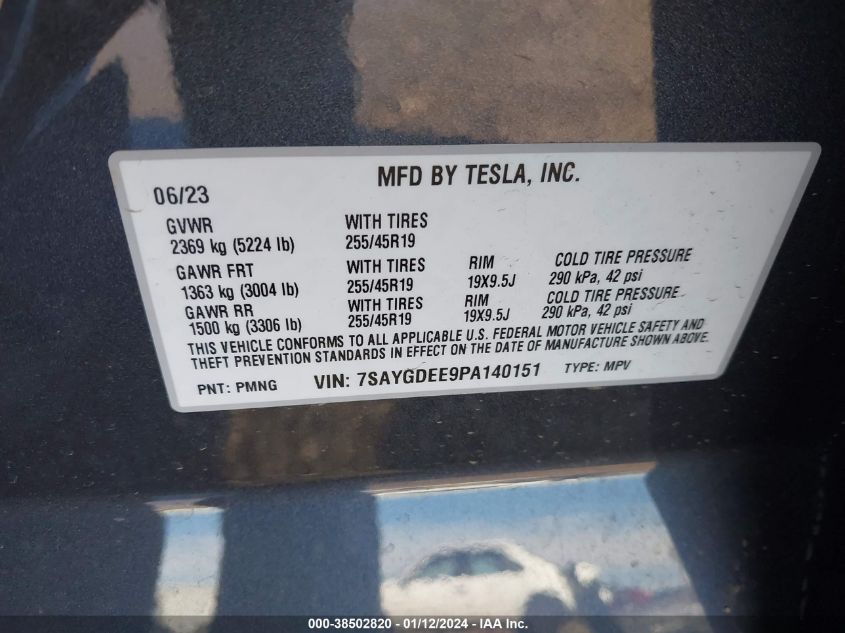 MFD BY TESLA, INC.
06/23
GVWR WITH TIRES
2369 kg (5224 lb) 255/45R19
GAWR FRT WITH TIRES RIM COLD TIRE PRESSURE
1363 kg (3004 lb) 255/45R19 19X9.5J 290 kPa, 42 psi
GAWR RR WITH TIRES RIM COLD TIRE PRESSURE
1500 kg (3306 lb) 255/45R19 19X9.5J 290 kPa, 42 psi
THIS VEHICLE CONFORMS TO ALL APPLICABLE U.S. FEDERAL MOTOR VEHICLE SAFETY AND
THEFT PREVENTION STANDARDS IN EFFECT ON THE DATE OF MANUFACTURE SHOWN ABOVE.
PNT: PMNG VIN: 7SAYGDEE9PA140151 TYPE: MPV
000-38502820 - 01/12/2024 - IAA Inc.